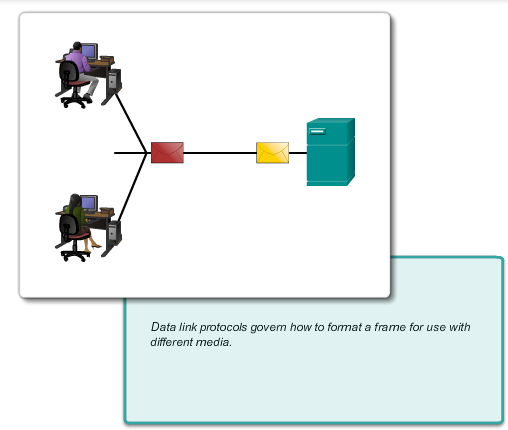 Data link protocols govern how to format a frame for use with
different media.